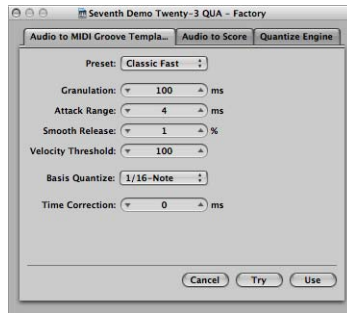 Seventh Demo Twenty-3 QUA - Factory
Audio to MIDI Groove Templa... Audio to Score Quantize Engine
Preset: Classic Fast
Granulation: 100 ms
Attack Range: 4 ms
Smooth Release: 1 %
Velocity Threshold: 100
Basis Quantize: 1/16-Note
Time Correction: 0 ms
Cancel Try Use